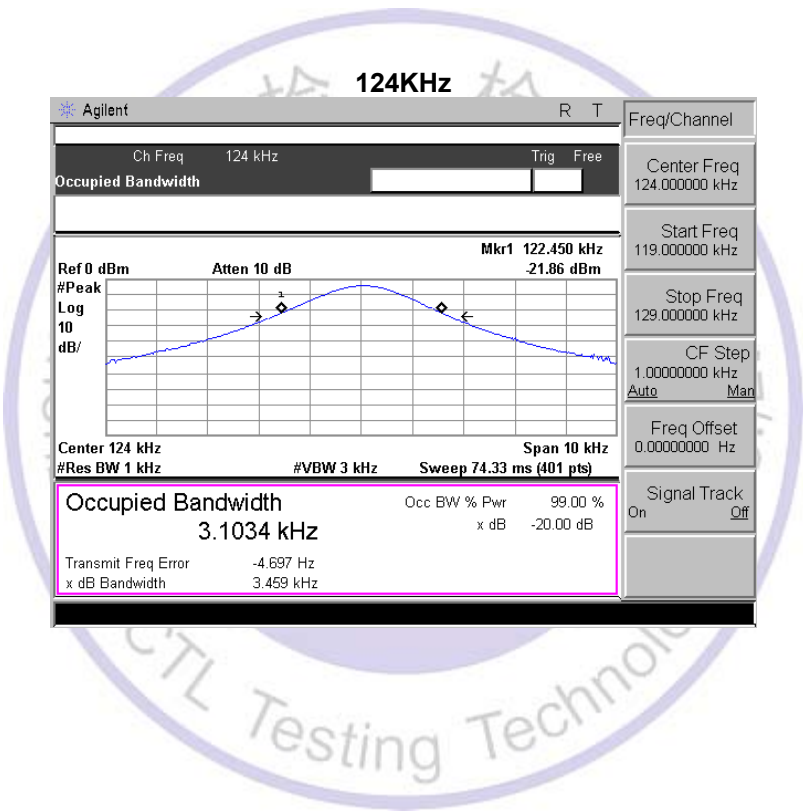 124KHz
Agilent R T
Ch Freq 124 kHz Trig Free
Occupied Bandwidth
Mkr1 122.450 kHz
Ref 0 dBm Atten 10 dB -21.86 dBm
#Peak
Log
10
dB/
1
Center 124 kHz Span 10 kHz
#Res BW 1 kHz #VBW 3 kHz Sweep 74.33 ms (401 pts)
Occupied Bandwidth Occ BW % Pwr 99.00 %
3.1034 kHz x dB -20.00 dB
Transmit Freq Error -4.697 Hz
x dB Bandwidth 3.459 kHz
Freq/Channel
Center Freq
124.000000 kHz
Start Freq
119.000000 kHz
Stop Freq
129.000000 kHz
CF Step
1.00000000 kHz
Auto Man
Freq Offset
0.00000000 Hz
Signal Track
On Off
CTL Testing Technolo